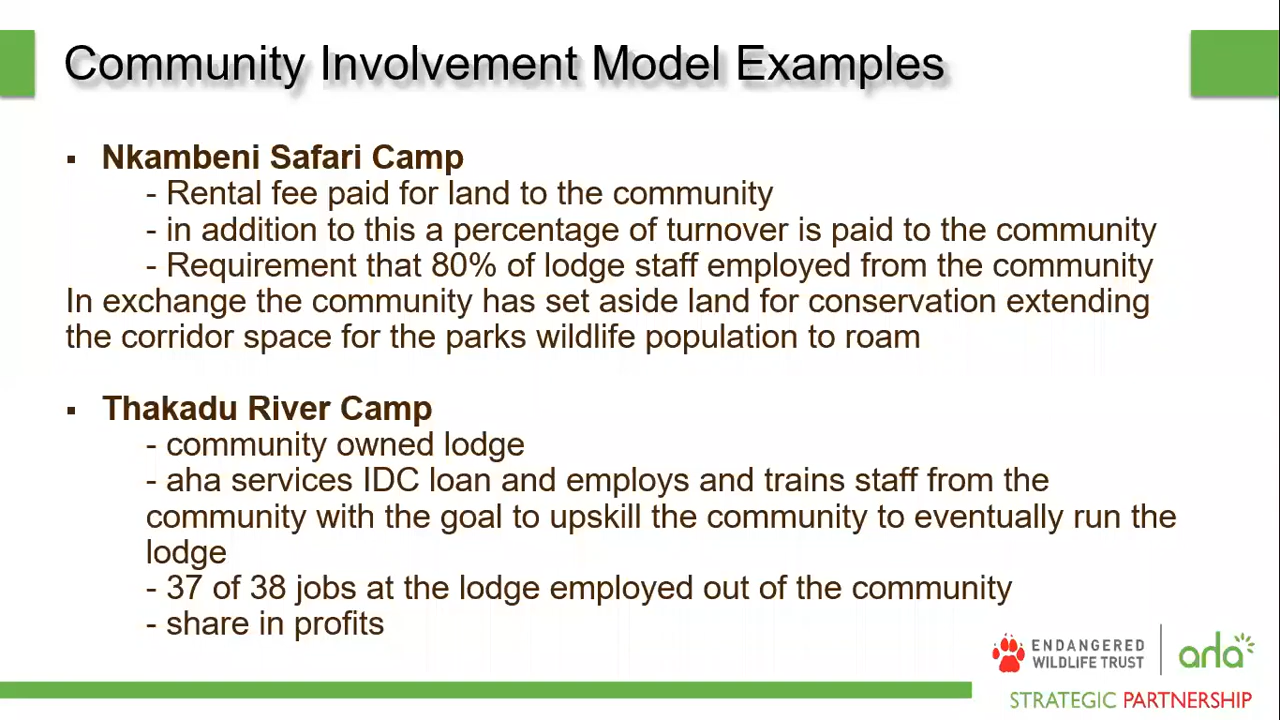 Community Involvement Model Examples
▪ Nkambeni Safari Camp
- Rental fee paid for land to the community
- in addition to this a percentage of turnover is paid to the community
- Requirement that 80% of lodge staff employed from the community
In exchange the community has set aside land for conservation extending
the corridor space for the parks wildlife population to roam
▪ Thakadu River Camp
- community owned lodge
- aha services IDC loan and employs and trains staff from the
community with the goal to upskill the community to eventually run the
lodge
- 37 of 38 jobs at the lodge employed out of the community
- share in profits
ENDANGERED
WILDLIFE TRUST
aha
STRATEGIC PARTNERSHIP